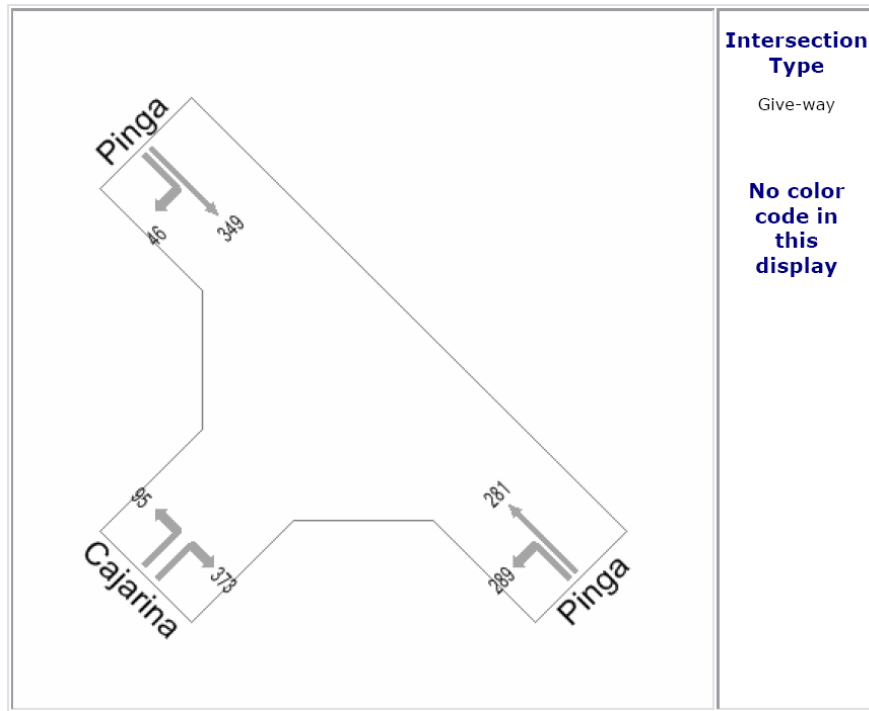 Pinga
46
349
95
373
Cajarina
281
289
Pinga
Intersection
Type
Give-way
No color
code in
this
display